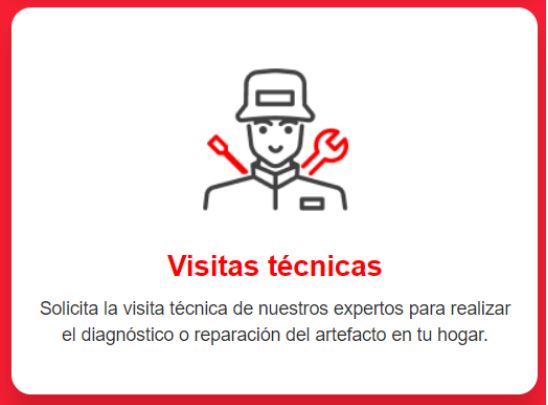 Visitas técnicas
Solicita la visita técnica de nuestros expertos para realizar
el diagnóstico o reparación del artefacto en tu hogar.